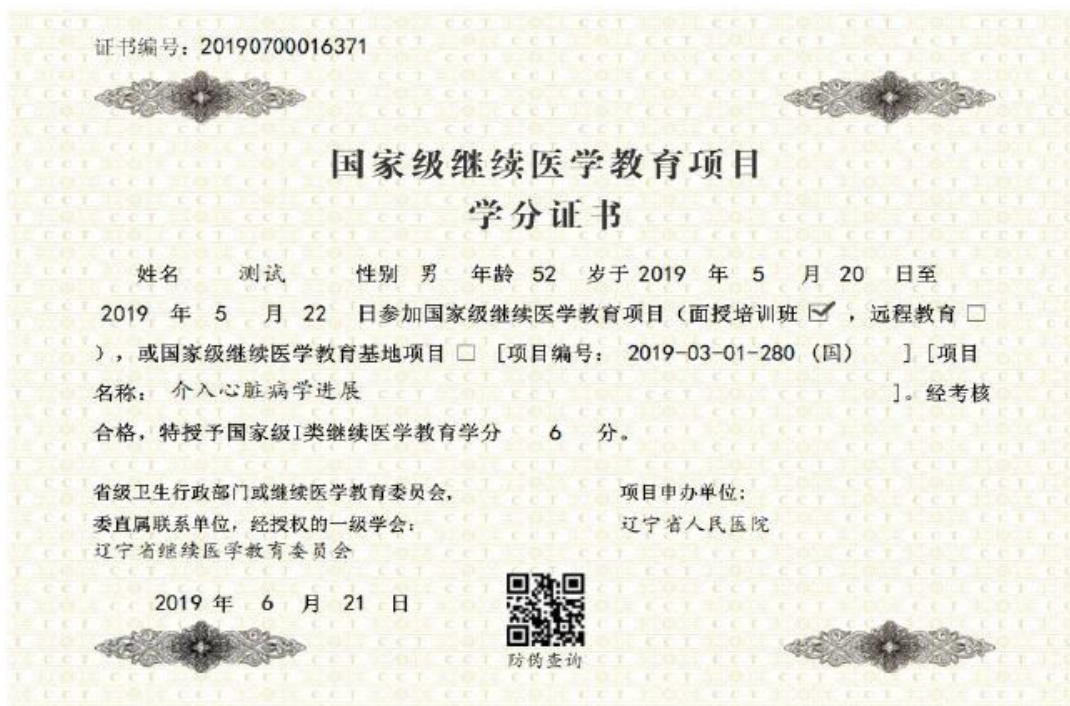 证书编号：20190700016371
国家级继续医学教育项目
学分证书
姓名 测试 性别 男 年龄 52 岁于 2019 年 5 月 20 日至
2019 年 5 月 22 日参加国家级继续医学教育项目（面授培训班 ☑ ，远程教育 □
），或国家级继续医学教育基地项目 □ [项目编号： 2019-03-01-280（国） ] [项目
名称： 介入心脏病学进展 ]。经考核
合格，特授予国家级I类继续医学教育学分 6 分。
省级卫生行政部门或继续医学教育委员会，
项目申办单位：
委直属联系单位，经授权的一级学会：
辽宁省人民医院
辽宁省继续医学教育委员会
2019 年 6 月 21 日
防伪查询